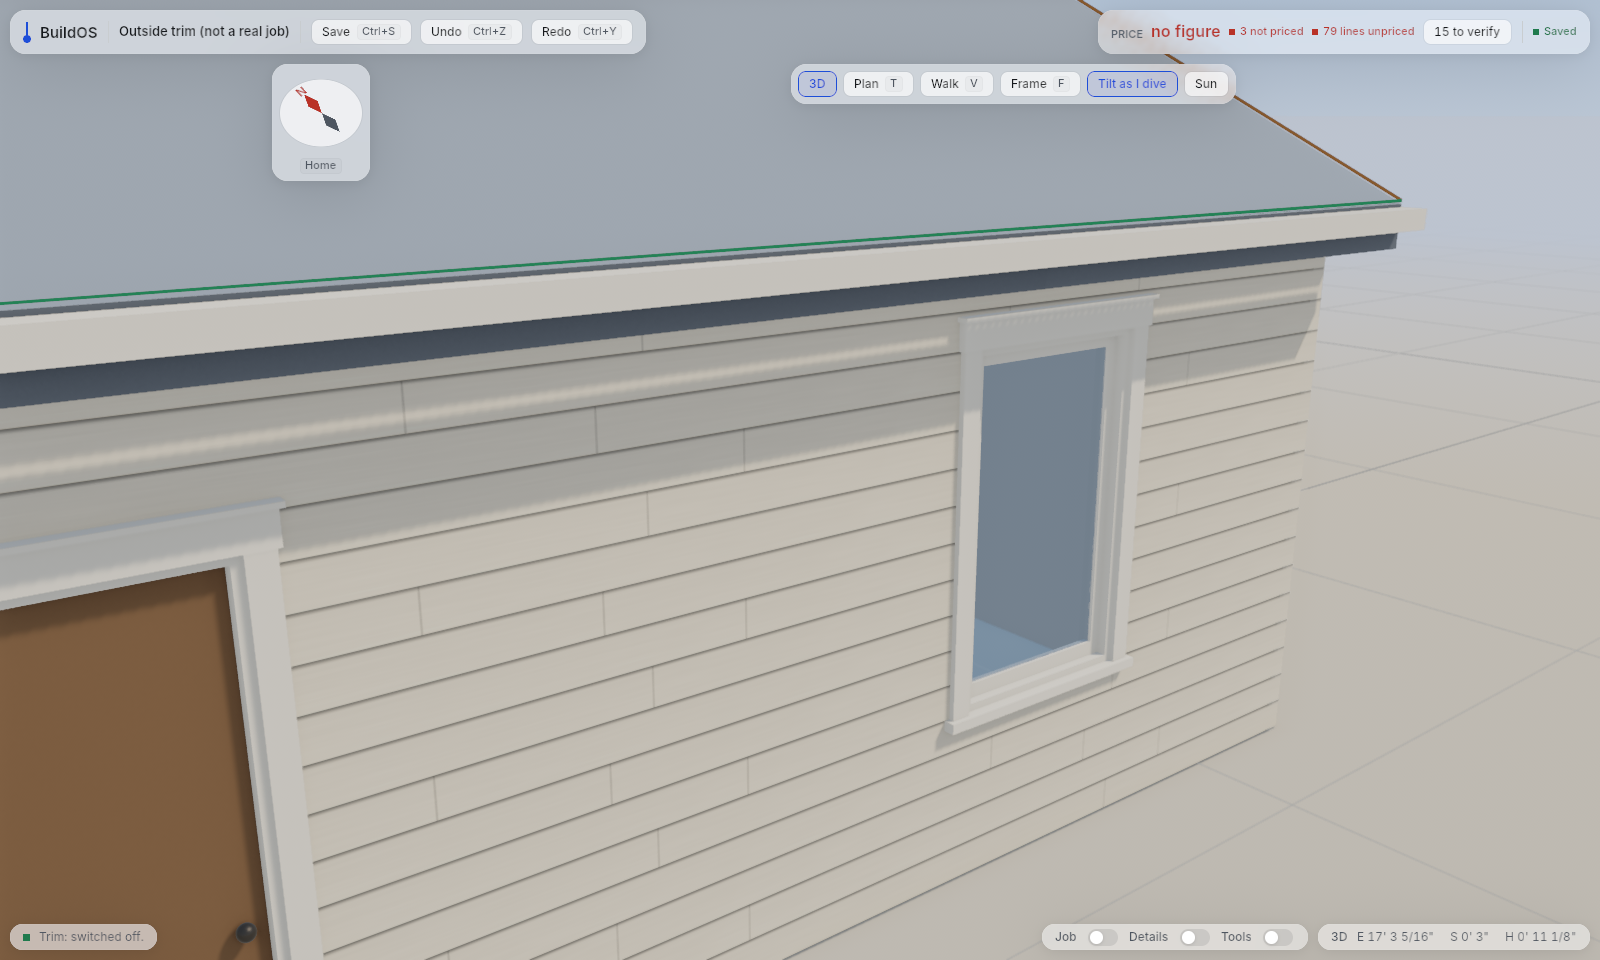 BuildOS
Outside trim (not a real job)
Save Ctrl+S
Undo Ctrl+Z
Redo Ctrl+Y
PRICE no figure
3 not priced
79 lines unpriced
15 to verify
Saved
N
Home
3D
Plan T
Walk V
Frame F
Tilt as I dive
Sun
Trim: switched off.
Job
Details
Tools
3D E 17' 3 5/16" S 0' 3" H 0' 11 1/8"